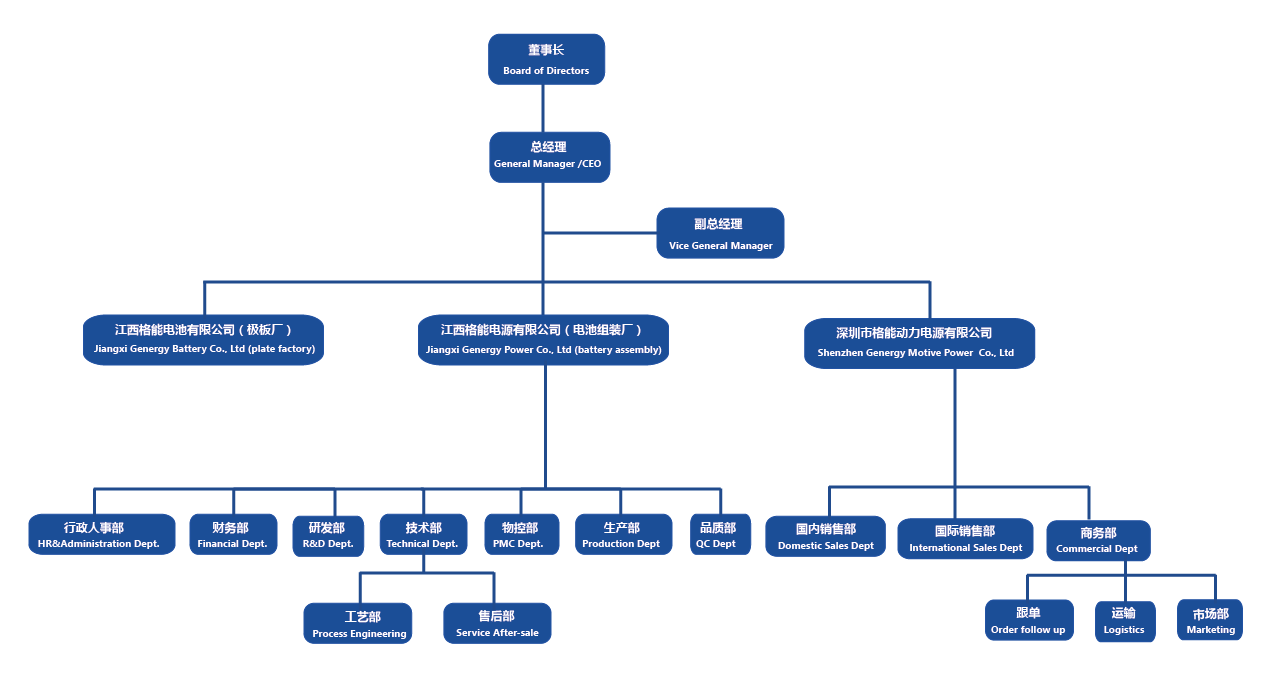 董事长
Board of Directors
总经理
General Manager /CEO
副总经理
Vice General Manager
江西格能电池有限公司（极板厂）
Jiangxi Genergy Battery Co., Ltd (plate factory)
江西格能电源有限公司（电池组装厂）
Jiangxi Genergy Power Co., Ltd (battery assembly)
深圳市格能动力电源有限公司
Shenzhen Genergy Motive Power Co., Ltd
行政人事部
HR&Administration Dept.
财务部
Financial Dept.
研发部
R&D Dept.
技术部
Technical Dept.
物控部
PMC Dept.
生产部
Production Dept
品质部
QC Dept
国内销售部
Domestic Sales Dept
国际销售部
International Sales Dept
商务部
Commercial Dept
工艺部
Process Engineering
售后部
Service After-sale
跟单
Order follow up
运输
Logistics
市场部
Marketing